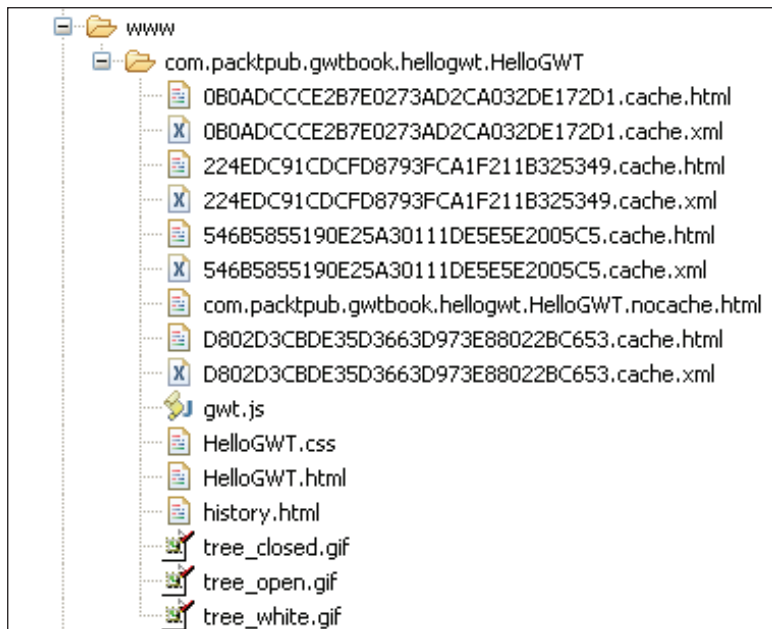 www
com.packtpub.gwtbook.hellogwt.HelloGWT
0B0ADCCCE2B7E0273AD2CA032DE172D1.cache.html
0B0ADCCCE2B7E0273AD2CA032DE172D1.cache.xml
224EDC91CDCFD8793FCA1F211B325349.cache.html
224EDC91CDCFD8793FCA1F211B325349.cache.xml
546B5855190E25A30111DE5E5E2005C5.cache.html
546B5855190E25A30111DE5E5E2005C5.cache.xml
com.packtpub.gwtbook.hellogwt.HelloGWT.nocache.html
D802D3CBDE35D3663D973E88022BC653.cache.html
D802D3CBDE35D3663D973E88022BC653.cache.xml
gwt.js
HelloGWT.css
HelloGWT.html
history.html
tree_closed.gif
tree_open.gif
tree_white.gif